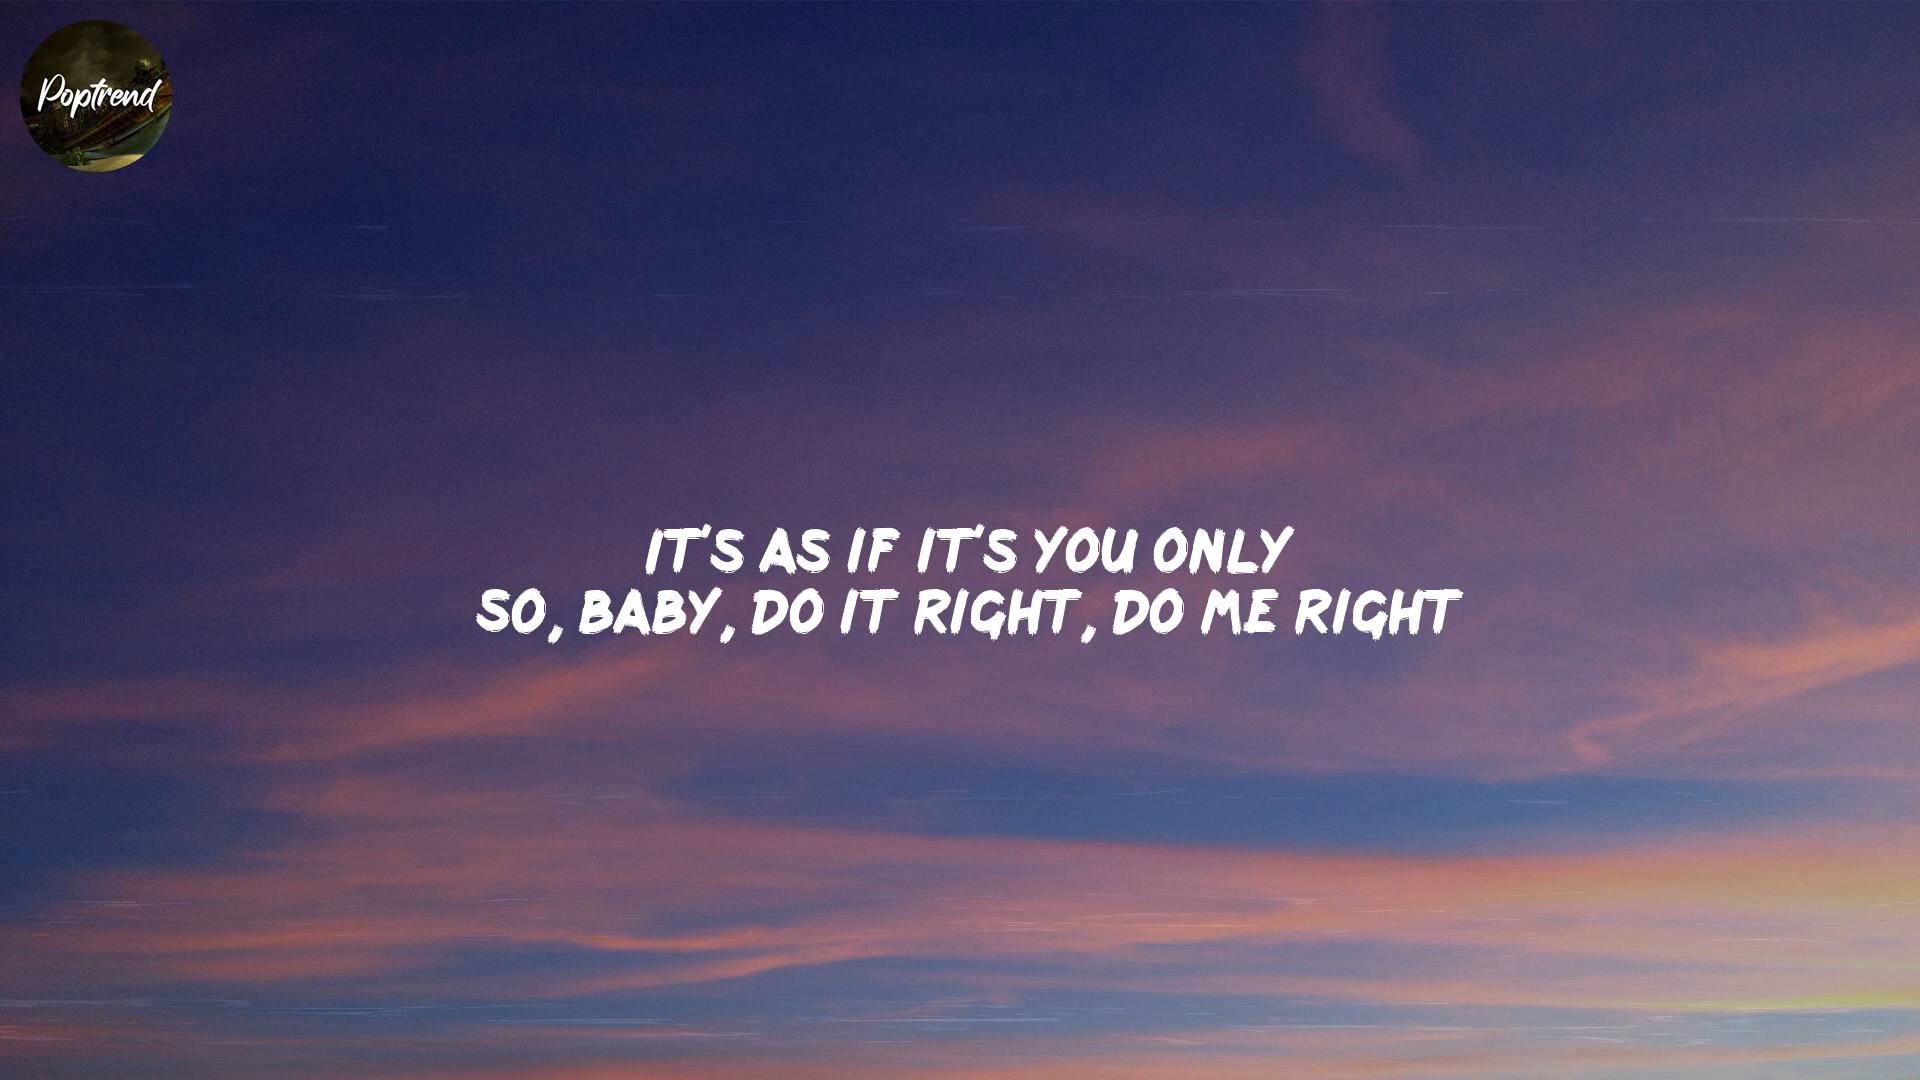 Poptrend
IT'S AS IF IT'S YOU ONLY
SO, BABY, DO IT RIGHT, DO ME RIGHT